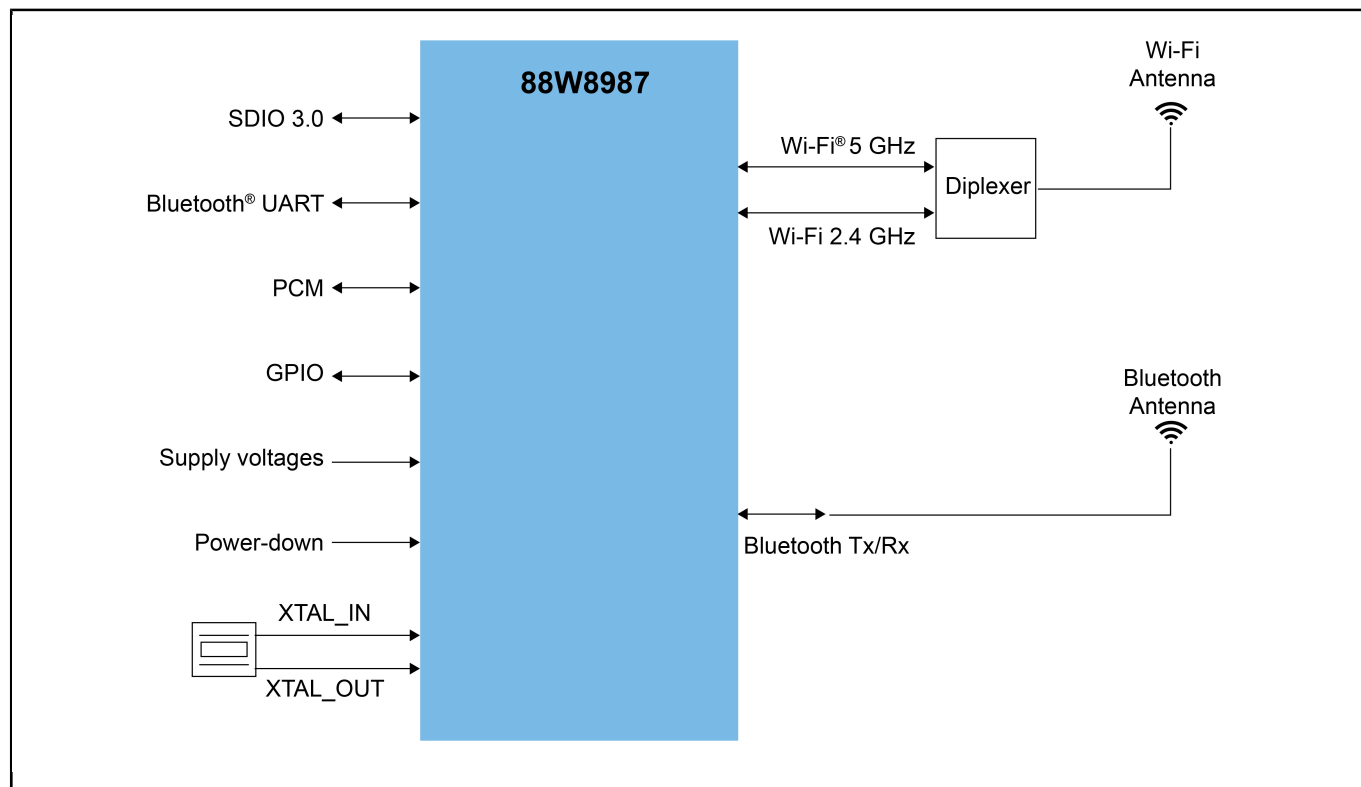 88W8987
Wi-Fi
Antenna
SDIO 3.0
Wi-Fi® 5 GHz
Diplexer
Bluetooth® UART
Wi-Fi 2.4 GHz
PCM
GPIO
Bluetooth
Antenna
Supply voltages
Power-down
Bluetooth Tx/Rx
XTAL_IN
XTAL_OUT